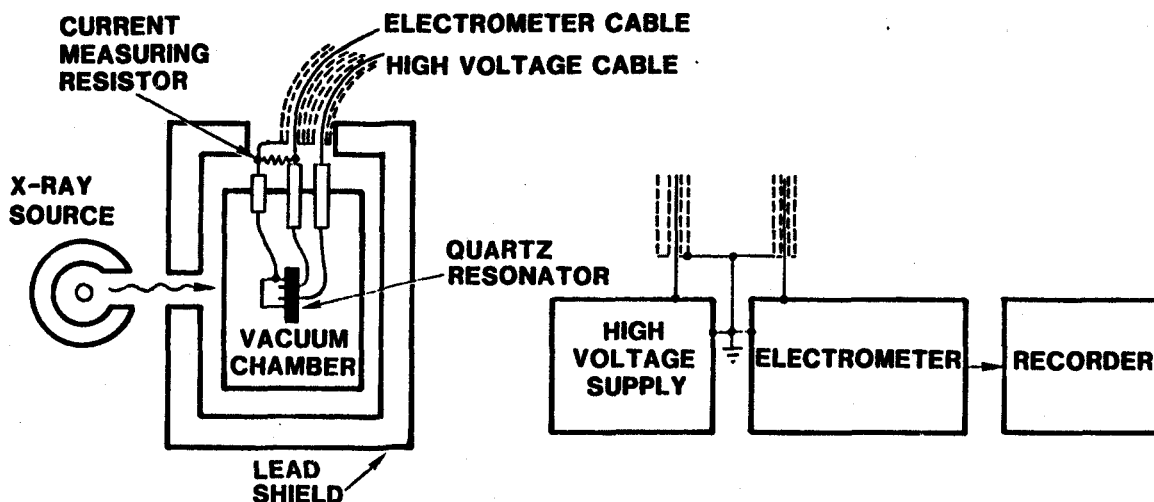 CURRENT
MEASURING
RESISTOR
ELECTROMETER CABLE
HIGH VOLTAGE CABLE
X-RAY
SOURCE
QUARTZ
RESONATOR
VACUUM
CHAMBER
LEAD
SHIELD
HIGH
VOLTAGE
SUPPLY
ELECTROMETER
RECORDER